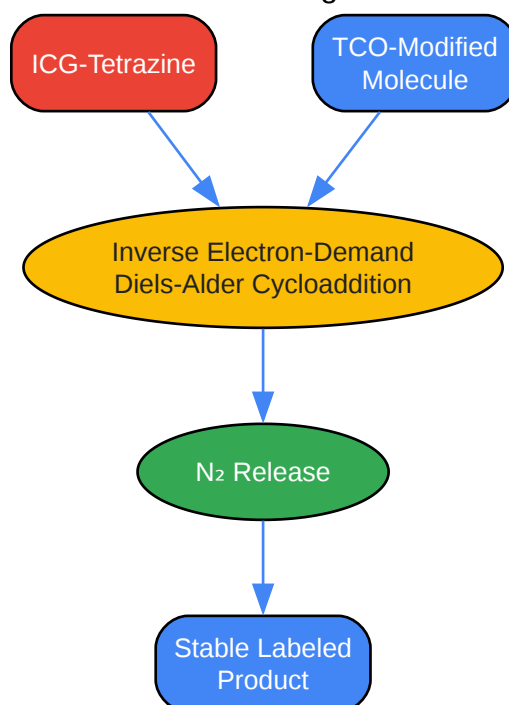 ICG-Tetrazine
TCO-Modified
Molecule
Inverse Electron-Demand
Diels-Alder Cycloaddition
N₂ Release
Stable Labeled
Product